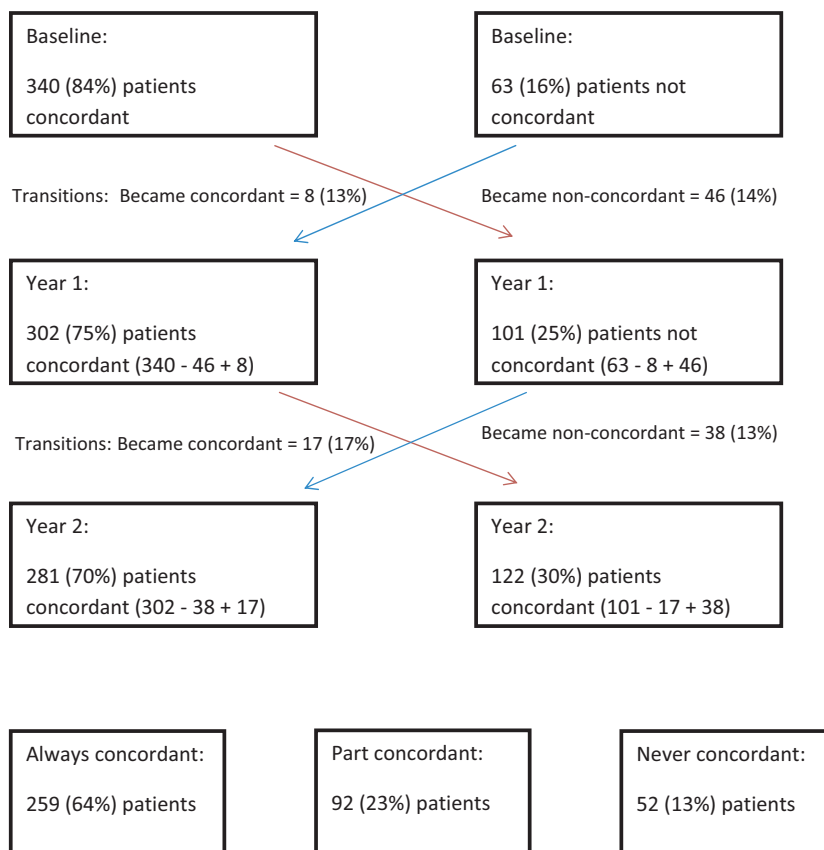 Baseline:
340 (84%) patients
concordant
Baseline:
63 (16%) patients not
concordant
Transitions: Became concordant = 8 (13%)
Became non-concordant = 46 (14%)
Year 1:
302 (75%) patients
concordant (340 - 46 + 8)
Year 1:
101 (25%) patients not
concordant (63 - 8 + 46)
Transitions: Became concordant = 17 (17%)
Became non-concordant = 38 (13%)
Year 2:
281 (70%) patients
concordant (302 - 38 + 17)
Year 2:
122 (30%) patients
concordant (101 - 17 + 38)
Always concordant:
259 (64%) patients
Part concordant:
92 (23%) patients
Never concordant:
52 (13%) patients